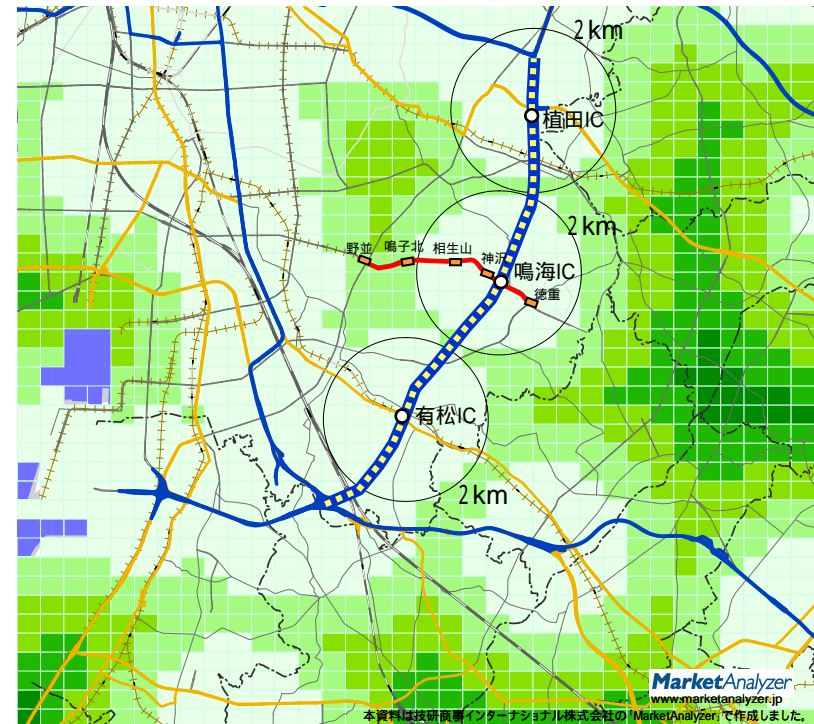 2km
植田IC
2km
野並
鳴子北
相生山
神沢
鳴海IC
徳重
有松IC
2km
MarketAnalyzer
www.marketanalyzer.jp
本資料は技研商事インターナショナル株式会社の「MarketAnalyzer」で作成しました。